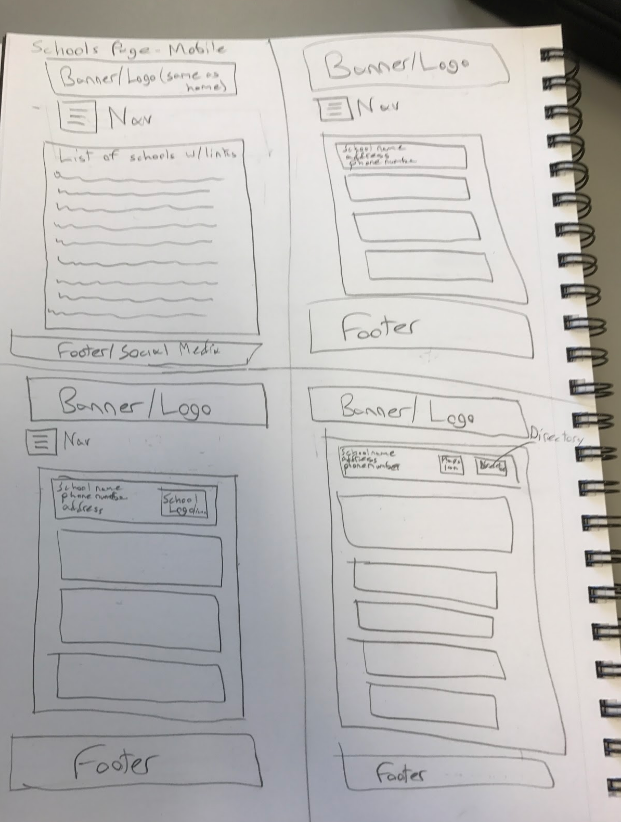 Schools Page - Mobile
Banner/Logo (same as
home)
Nav
List of schools w/links
Footer/Social Media
Banner/Logo
Nav
School name
address
phone number
Footer
Banner/Logo
Nav
School name
phone number
address
School
Logo
Footer
Banner/Logo
Directory
School name
address
phone number
Footer